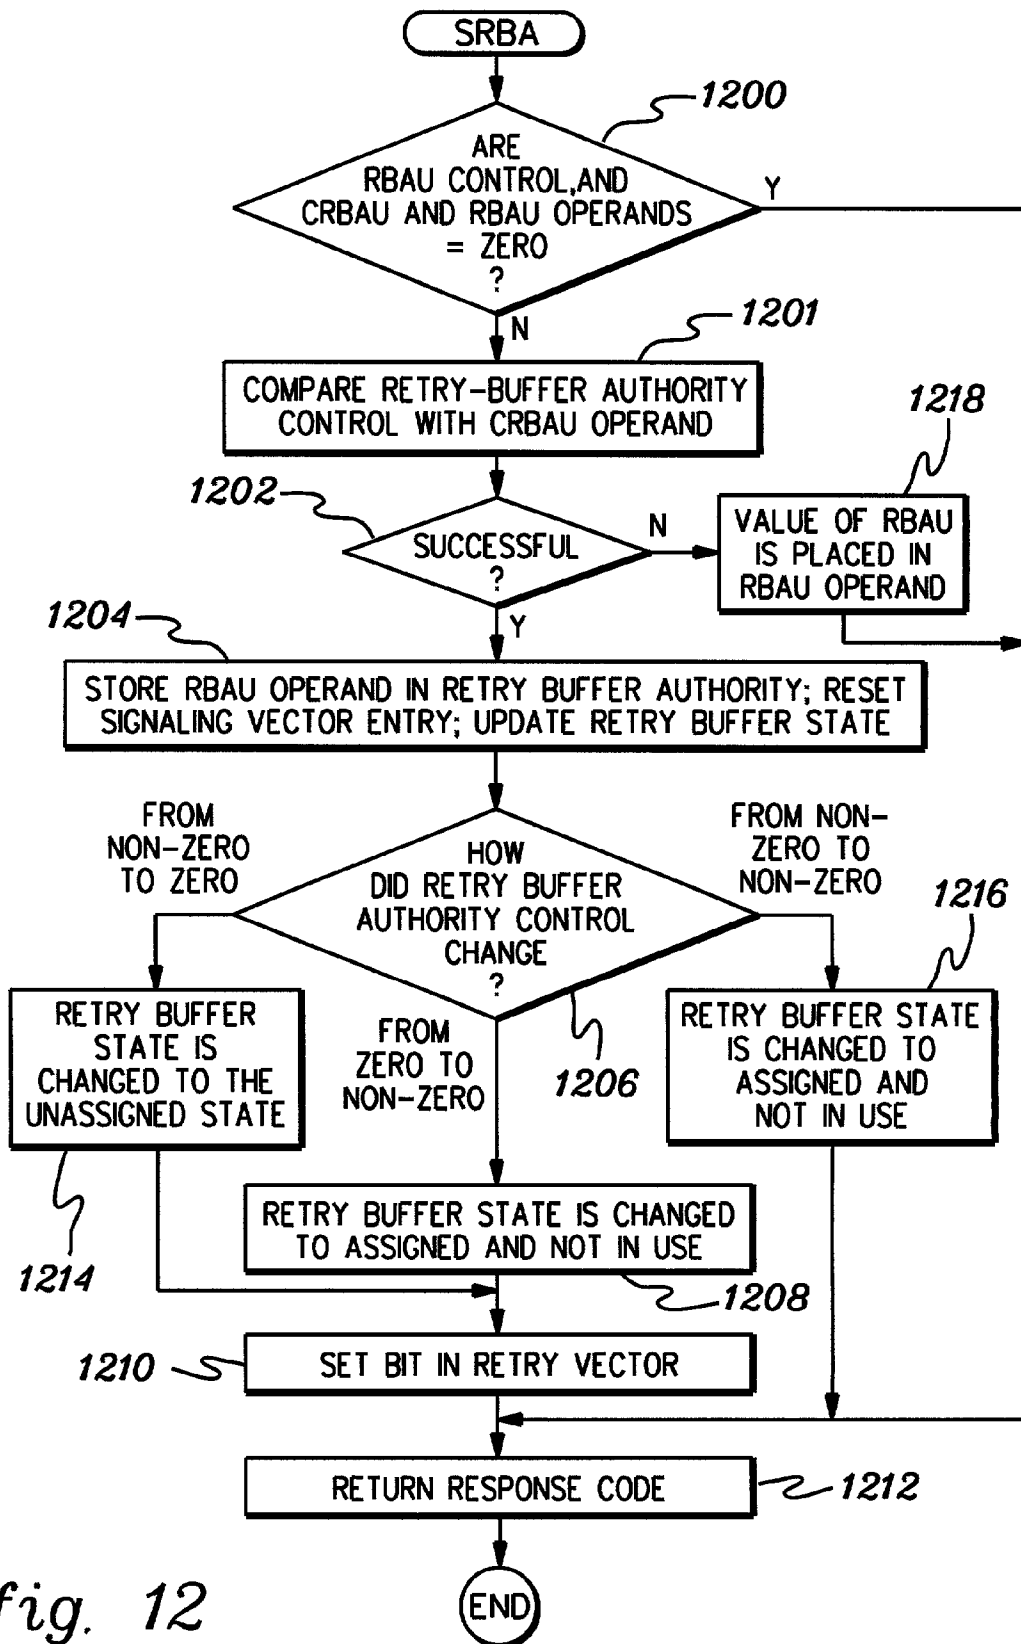 SRBA
1200
ARE
RBAU CONTROL,AND
CRBAU AND RBAU OPERANDS
= ZERO
?
Y
N
1201
COMPARE RETRY-BUFFER AUTHORITY
CONTROL WITH CRBAU OPERAND
1218
1202
SUCCESSFUL
?
N
VALUE OF RBAU
IS PLACED IN
RBAU OPERAND
Y
1204
STORE RBAU OPERAND IN RETRY BUFFER AUTHORITY; RESET
SIGNALING VECTOR ENTRY; UPDATE RETRY BUFFER STATE
FROM
NON-ZERO
TO ZERO
HOW
DID RETRY BUFFER
AUTHORITY CONTROL
CHANGE
?
FROM NON-
ZERO TO
NON-ZERO
1216
RETRY BUFFER
STATE IS
CHANGED TO THE
UNASSIGNED STATE
FROM
ZERO TO
NON-ZERO
1206
RETRY BUFFER STATE
IS CHANGED TO
ASSIGNED AND
NOT IN USE
1214
RETRY BUFFER STATE IS CHANGED
TO ASSIGNED AND NOT IN USE
1208
1210
SET BIT IN RETRY VECTOR
RETURN RESPONSE CODE
1212
END
fig. 12